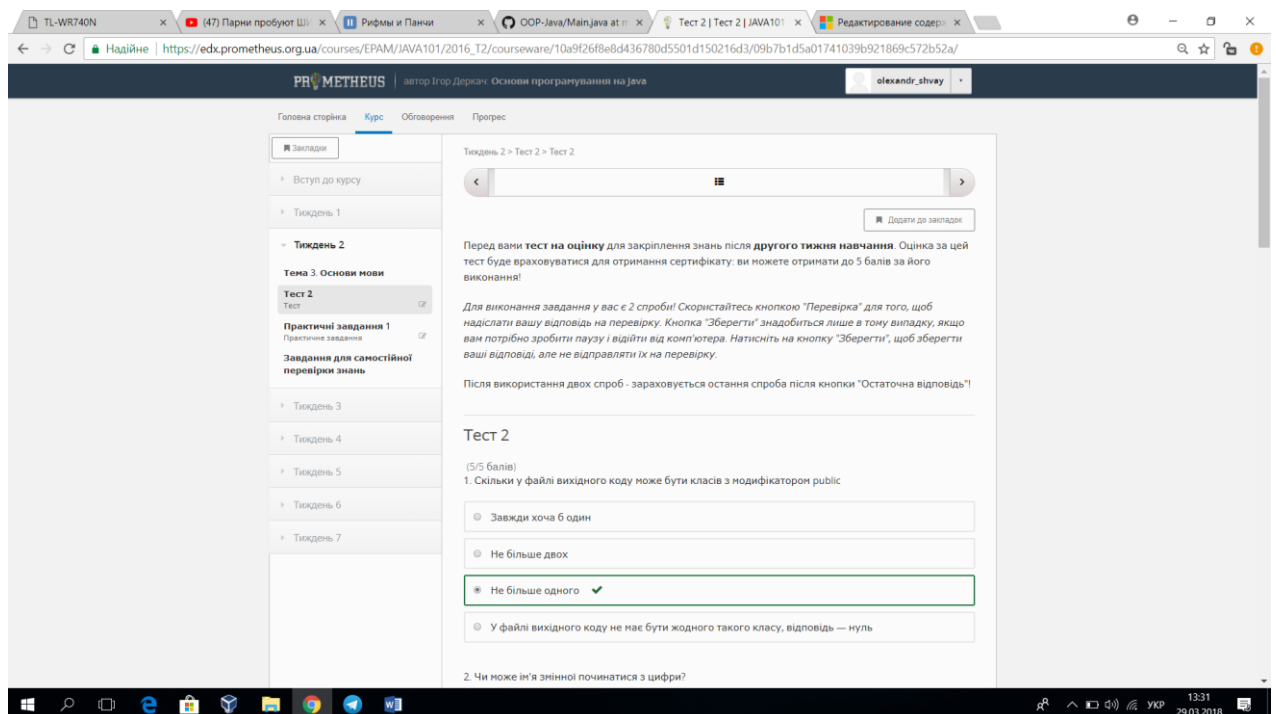 TL-WR740N
(47) Парни пробуют Ши
Рифмы и Панчи
OOP-Java/Main.java at m
Тест 2 | Тест 2 | JAVA101
Редактирование содерж
Надійне | https://edx.prometheus.org.ua/courses/EPAM/JAVA101/2016_T2/courseware/10a9f26f8e8d436780d5501d150216d3/09b7b1d5a01741039b921869c572b52a/
PROMETHEUS | автор Ігор Деркач: Основи програмування на Java
olexandr_shvay
Головна сторінка Курс Обговорення Прогрес
Закладки
Вступ до курсу
Тиждень 1
Тиждень 2
Тема 3. Основи мови
Тест 2
Тест
Практичні завдання 1
Практичне завдання
Завдання для самостійної
перевірки знань
Тиждень 3
Тиждень 4
Тиждень 5
Тиждень 6
Тиждень 7
Тиждень 2 > Тест 2 > Тест 2
Додати до закладок
Перед вами тест на оцінку для закріплення знань після другого тижня навчання. Оцінка за цей
тест буде враховуватися для отримання сертифікату: ви можете отримати до 5 балів за його
виконання!
Для виконання завдання у вас є 2 спроби! Скористайтесь кнопкою "Перевірка" для того, щоб
надіслати вашу відповідь на перевірку. Кнопка "Зберегти" знадобиться лише в тому випадку, якщо
вам потрібно зробити паузу і відійти від комп'ютера. Натисніть на кнопку "Зберегти", щоб зберегти
ваші відповіді, але не відправляти їх на перевірку.
Після використання двох спроб - зараховується остання спроба після кнопки "Остаточна відповідь"!
Тест 2
(5/5 балів)
1. Скільки у файлі вихідного коду може бути класів з модифікатором public
Завжди хоча б один
Не більше двох
Не більше одного
У файлі вихідного коду не має бути жодного такого класу, відповідь — нуль
2. Чи може ім'я змінної починатися з цифри?
УКР
13:31
29.03.2018